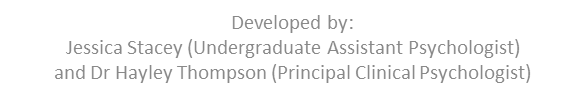 Developed by:
Jessica Stacey (Undergraduate Assistant Psychologist)
and Dr Hayley Thompson (Principal Clinical Psychologist)